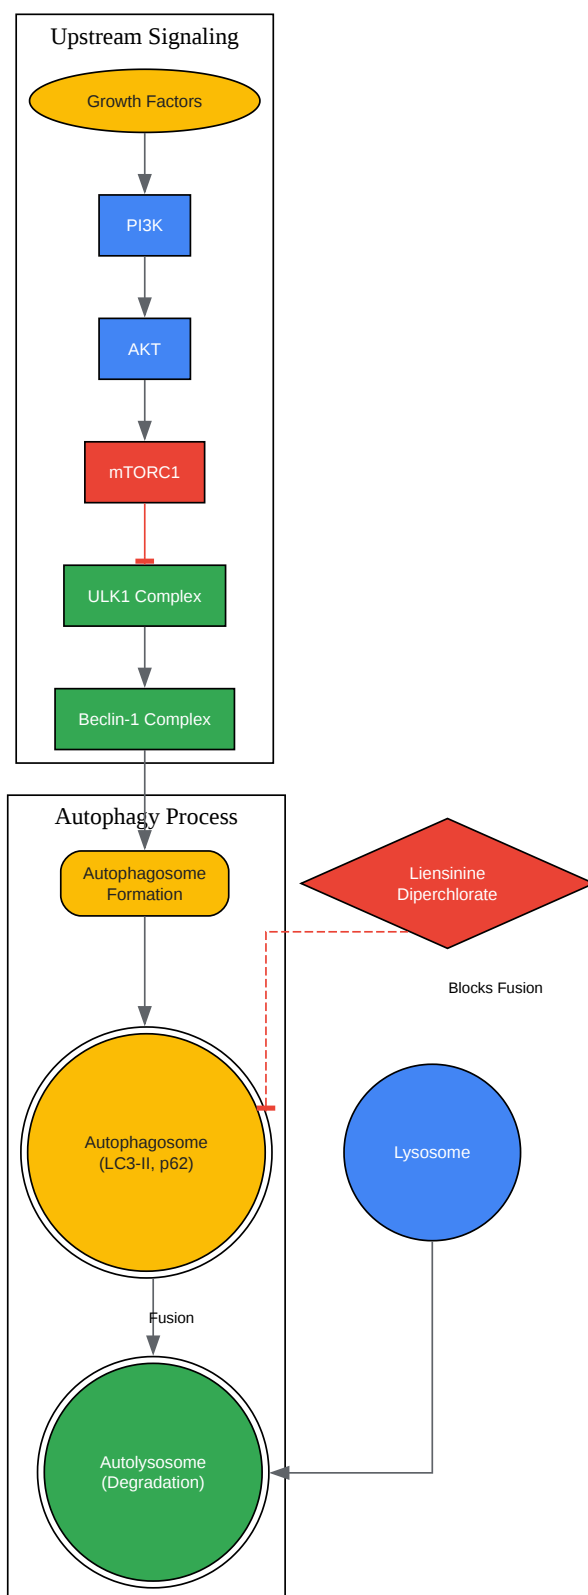 Upstream Signaling
Growth Factors
PI3K
AKT
mTORC1
ULK1 Complex
Beclin-1 Complex
Autophagy Process
Autophagosome
Formation
Liensinine
Diperchlorate
Blocks Fusion
Autophagosome
(LC3-II, p62)
Lysosome
Fusion
Autolysosome
(Degradation)